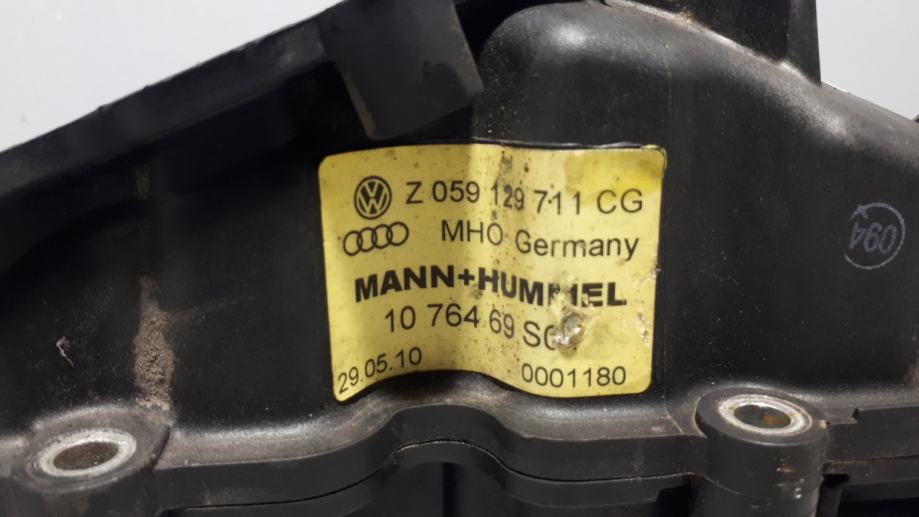 Z 059 129 711 CG
MHO Germany
MANN+HUMMEL
10 764 69
29.05.10 0001180
094